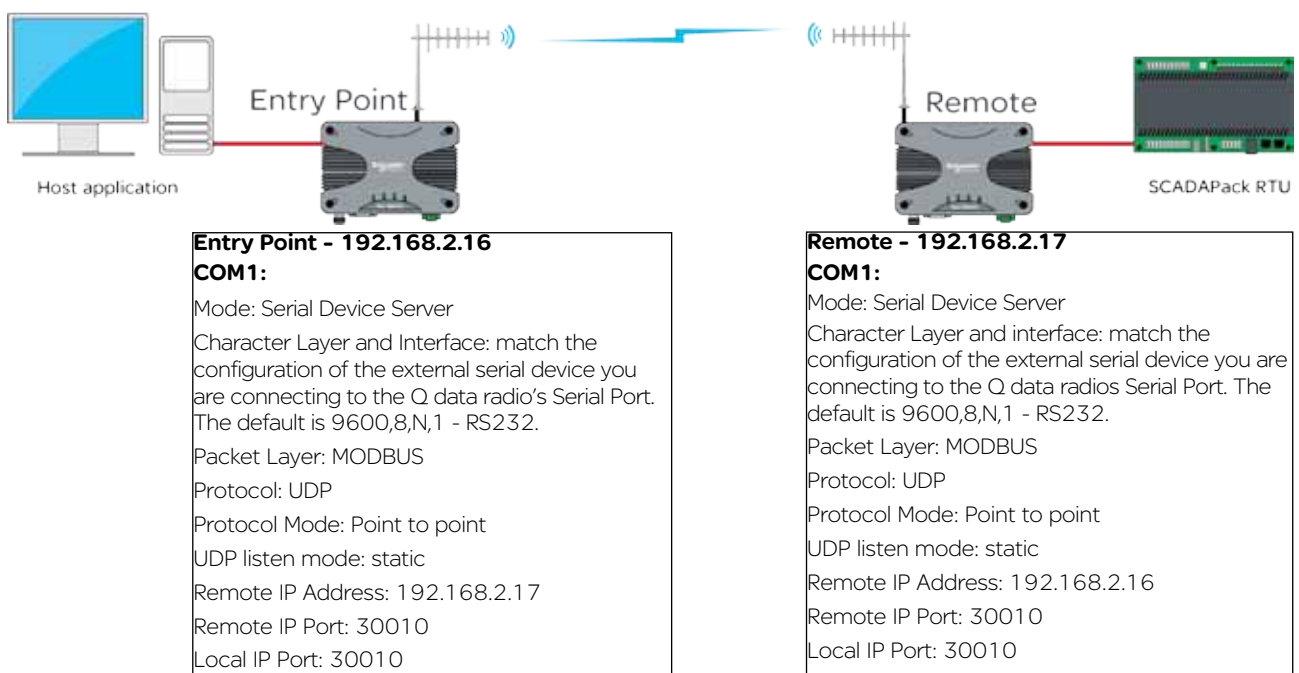 Entry Point
Remote
Host application
SCADAPack RTU
Entry Point - 192.168.2.16
COM1:
Mode: Serial Device Server
Character Layer and Interface: match the
configuration of the external serial device you
are connecting to the Q data radio's Serial Port.
The default is 9600,8,N,1 - RS232.
Packet Layer: MODBUS
Protocol: UDP
Protocol Mode: Point to point
UDP listen mode: static
Remote IP Address: 192.168.2.17
Remote IP Port: 30010
Local IP Port: 30010
Remote - 192.168.2.17
COM1:
Mode: Serial Device Server
Character Layer and interface: match the
configuration of the external serial device you are
connecting to the Q data radios Serial Port. The
default is 9600,8,N,1 - RS232.
Packet Layer: MODBUS
Protocol: UDP
Protocol Mode: Point to point
UDP listen mode: static
Remote IP Address: 192.168.2.16
Remote IP Port: 30010
Local IP Port: 30010